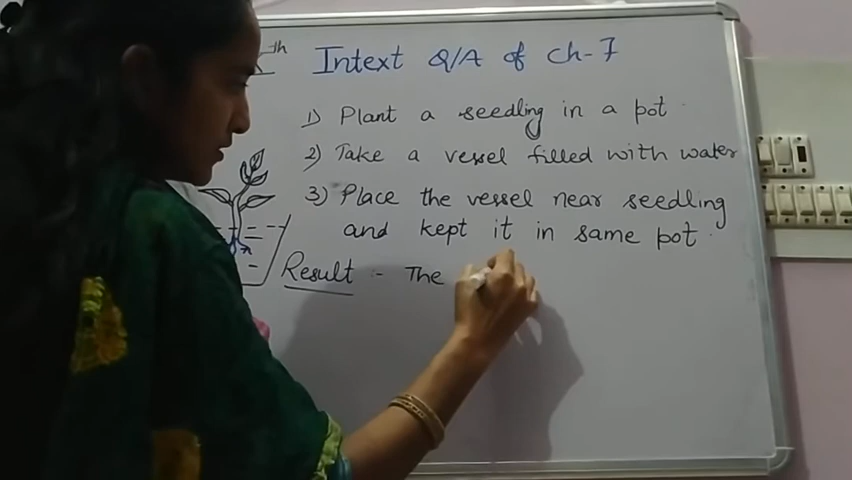 th
Intext Q/A of Ch-7
1) Plant a seedling in a pot
2) Take a vessel filled with water
3) Place the vessel near seedling
and kept it in same pot.
Result :- The